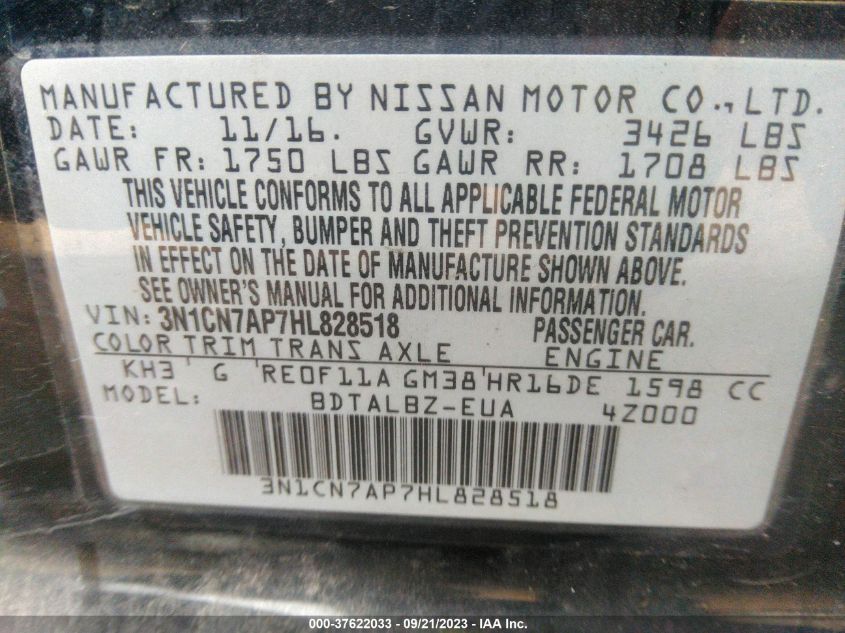 MANUFACTURED BY NISSAN MOTOR CO., LTD.
DATE: 11/16. GVWR: 3426 LBS
GAWR FR: 1750 LBS GAWR RR: 1708 LBS
THIS VEHICLE CONFORMS TO ALL APPLICABLE FEDERAL MOTOR
VEHICLE SAFETY, BUMPER AND THEFT PREVENTION STANDARDS
IN EFFECT ON THE DATE OF MANUFACTURE SHOWN ABOVE.
SEE OWNER'S MANUAL FOR ADDITIONAL INFORMATION.
VIN: 3N1CN7AP7HL828518 PASSENGER CAR.
COLOR TRIM TRANS AXLE ENGINE
KH3 G RE0F11A GM38 HR16DE 1598 CC
MODEL: BDTALBZ-EUA 4Z000
3N1CN7AP7HL828518
000-37622033 - 09/21/2023 - IAA Inc.